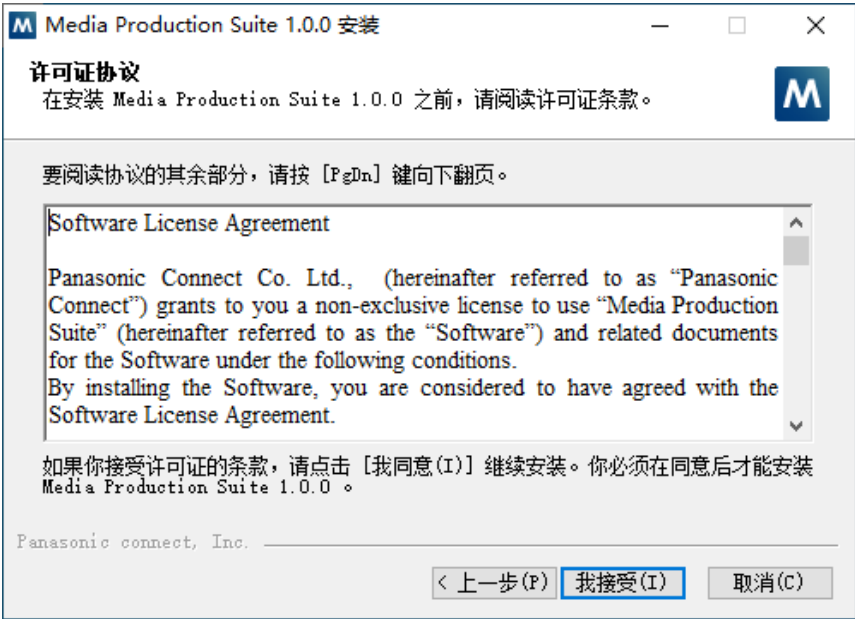 M Media Production Suite 1.0.0 安装
许可证协议
在安装 Media Production Suite 1.0.0 之前，请阅读许可证条款。
M
要阅读协议的其余部分，请按 [PgDn] 键向下翻页。
Software License Agreement
Panasonic Connect Co. Ltd., (hereinafter referred to as “Panasonic
Connect”) grants to you a non-exclusive license to use “Media Production
Suite” (hereinafter referred to as the “Software”) and related documents
for the Software under the following conditions.
By installing the Software, you are considered to have agreed with the
Software License Agreement.
如果你接受许可证的条款，请点击 [我同意(I)] 继续安装。你必须在同意后才能安装
Media Production Suite 1.0.0 。
Panasonic connect, Inc.
< 上一步(P) 我接受(I) 取消(C)